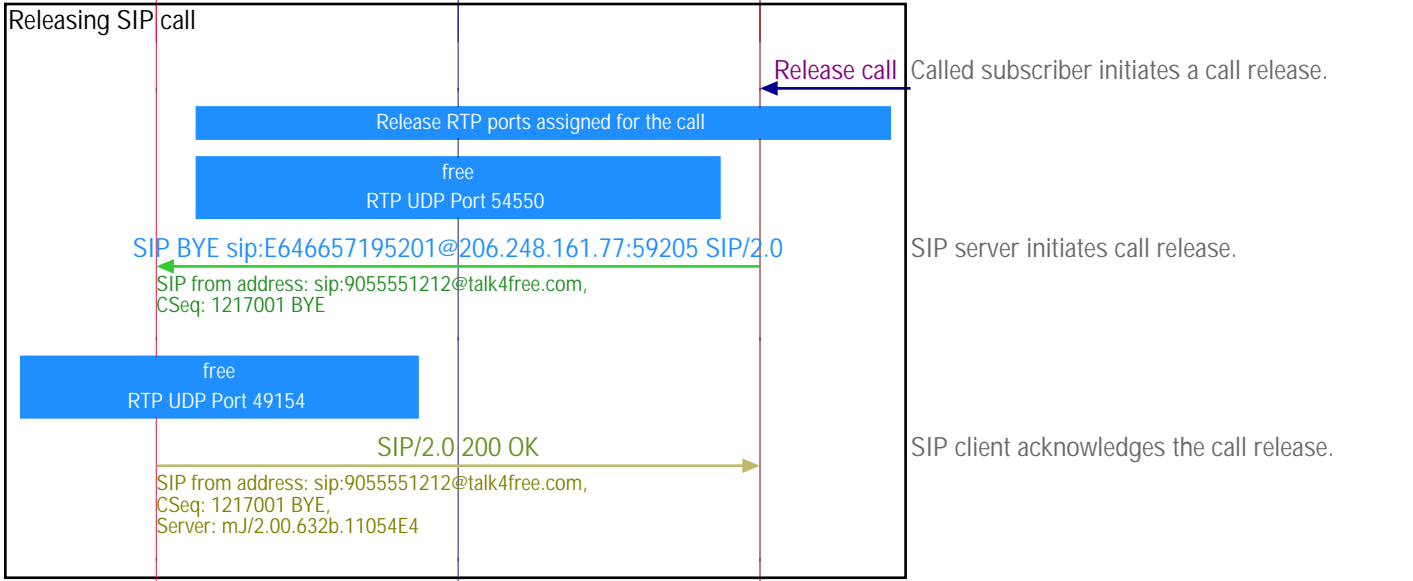 Releasing SIP call
Release call
Called subscriber initiates a call release.
Release RTP ports assigned for the call
free
RTP UDP Port 54550
SIP BYE sip:E646657195201@206.248.161.77:59205 SIP/2.0
SIP server initiates call release.
SIP from address: sip:9055551212@talk4free.com,
CSeq: 1217001 BYE
free
RTP UDP Port 49154
SIP/2.0 200 OK
SIP client acknowledges the call release.
SIP from address: sip:9055551212@talk4free.com,
CSeq: 1217001 BYE,
Server: mJ/2.00.632b.11054E4